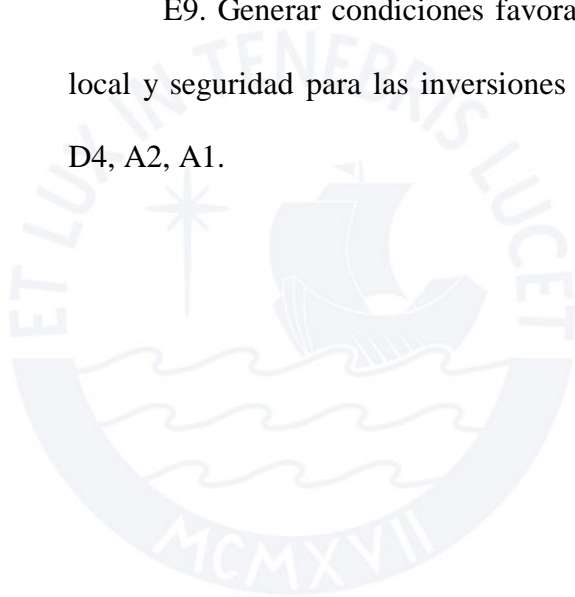 E9. Generar condiciones favora
local y seguridad para las inversiones
D4, A2, A1.
ET LUX IN TENEBRIS LUCET
MCMXVII